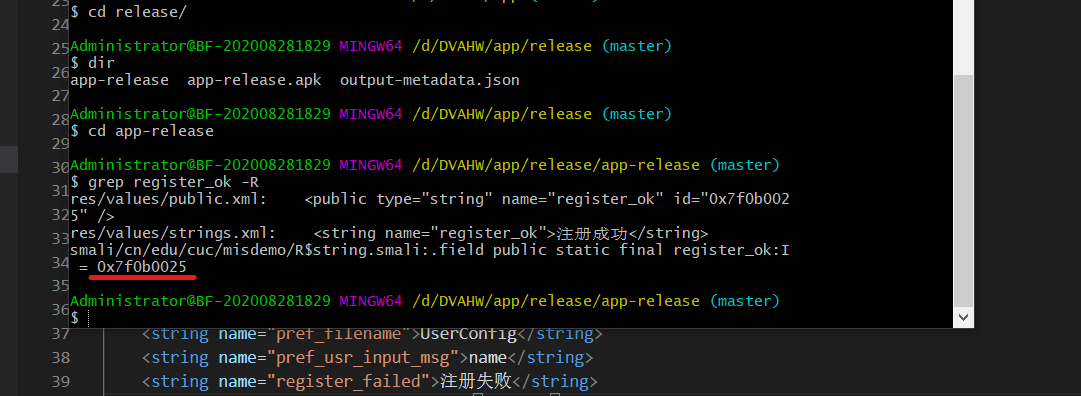 23
24 $ cd release/
25 Administrator@BF-202008281829 MINGW64 /d/DVAHW/app/release (master)
26 $ dir
app-release  app-release.apk  output-metadata.json
27
28 Administrator@BF-202008281829 MINGW64 /d/DVAHW/app/release (master)
29 $ cd app-release
30 Administrator@BF-202008281829 MINGW64 /d/DVAHW/app/release/app-release (master)
31 $ grep register_ok -R
res/values/public.xml:    <public type="string" name="register_ok" id="0x7f0b002
32 5" />
33 res/values/strings.xml:    <string name="register_ok">注册成功</string>
smali/cn/edu/cuc/misdemo/R$string.smali:.field public static final register_ok:I
34  = 0x7f0b0025
35
36 Administrator@BF-202008281829 MINGW64 /d/DVAHW/app/release/app-release (master)
$
37 <string name="pref_filename">UserConfig</string>
38 <string name="pref_usr_input_msg">name</string>
39 <string name="register_failed">注册失败</string>